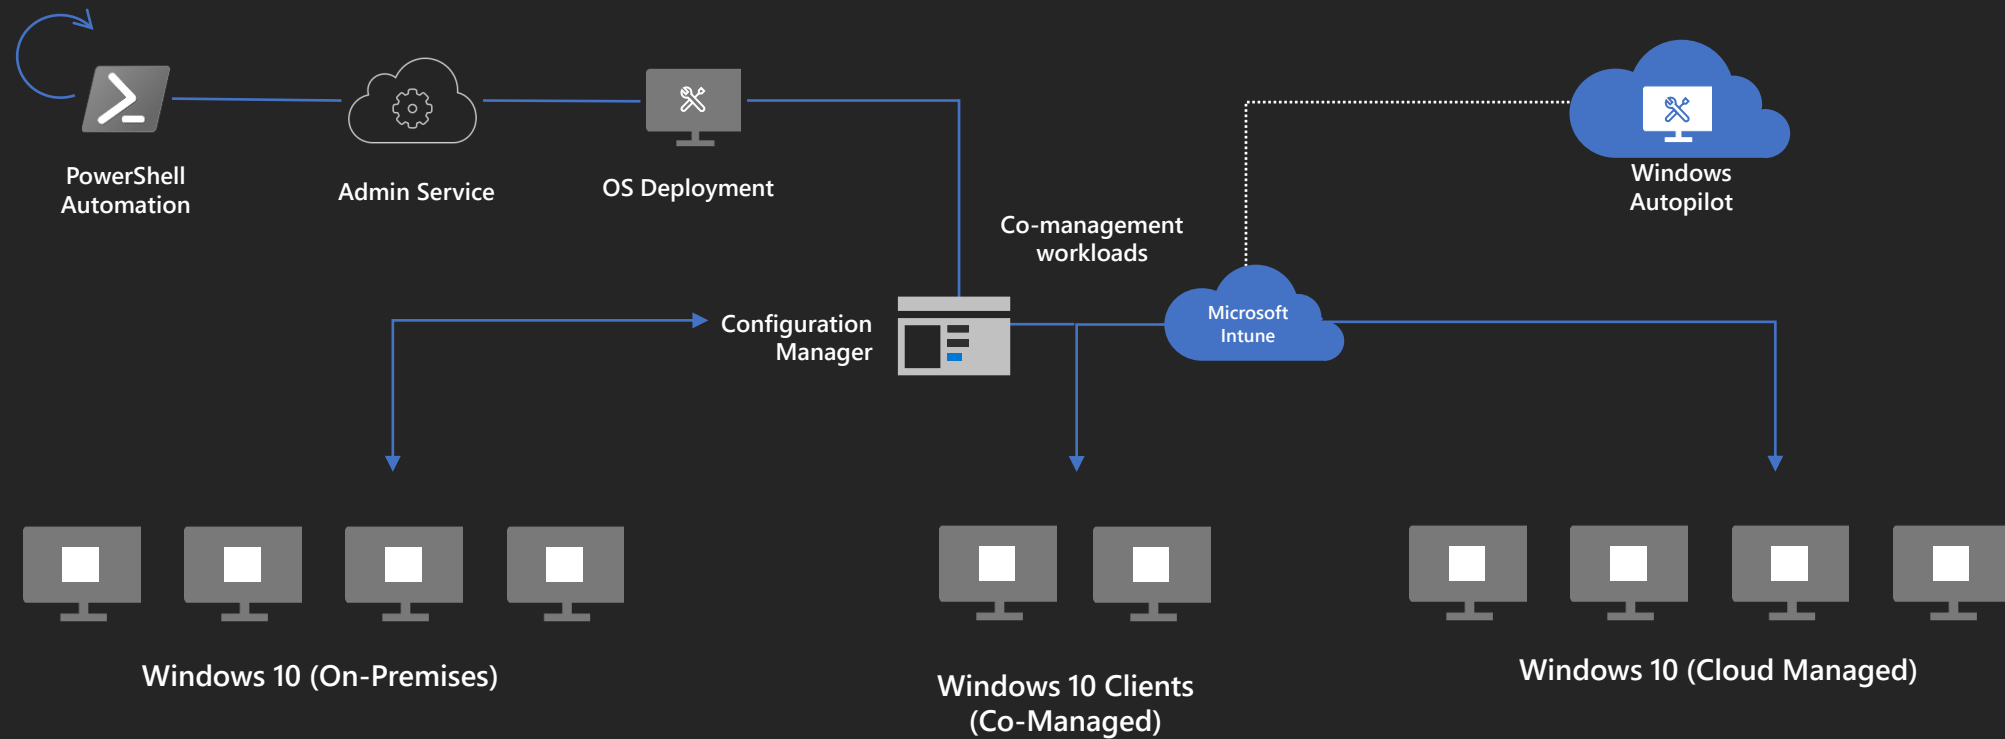 PowerShell
Automation
Admin Service
OS Deployment
Windows
Autopilot
Co-management
workloads
Configuration
Manager
Microsoft
Intune
Windows 10 (On-Premises)
Windows 10 Clients
(Co-Managed)
Windows 10 (Cloud Managed)